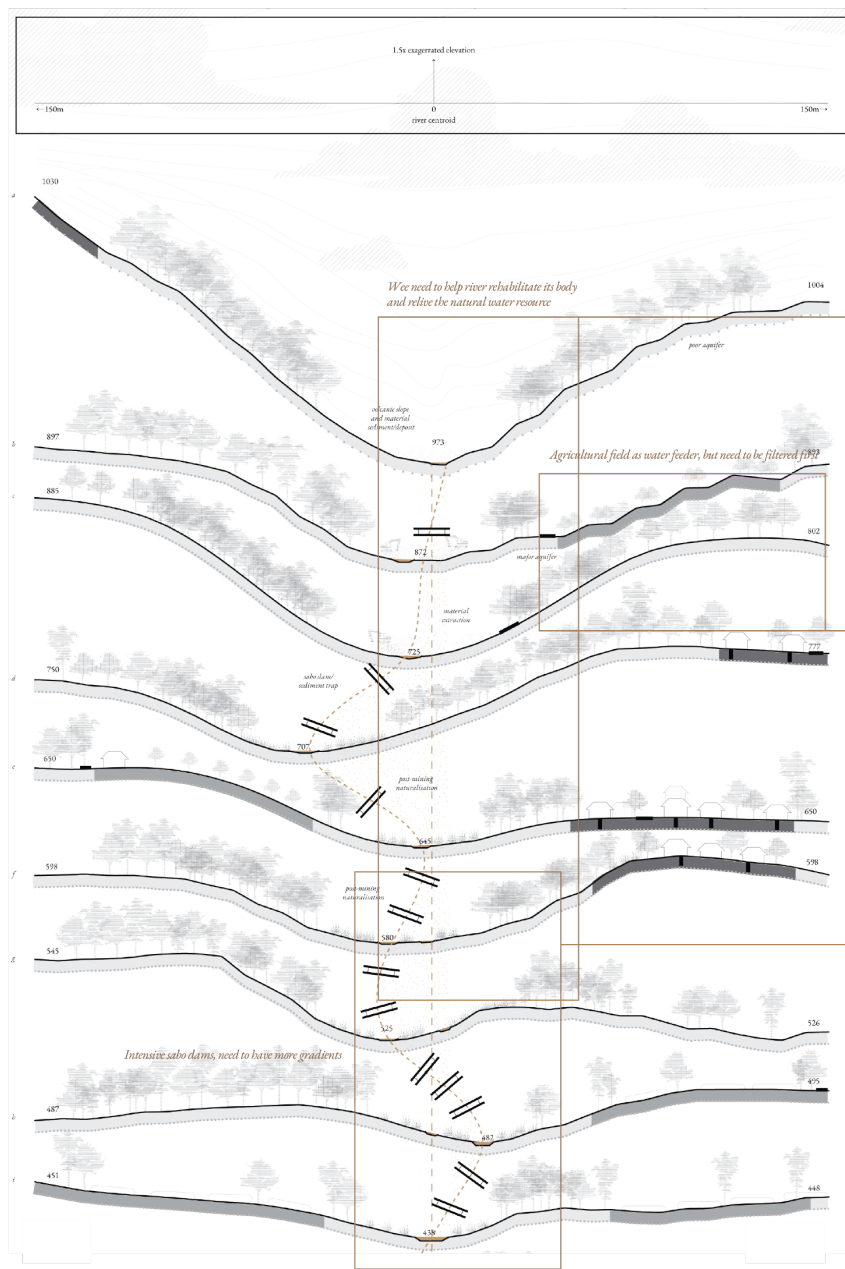 1.5x exagerrated elevation
←150m
0
150m→
river centroid
a
1030
Wee need to help river rehabilitate its body
and relive the natural water resource
1004
poor aquifer
volcanic slope
and material
sediment/deposit
b
897
973
Agricultural field as water feeder, but need to be filtered first
893
c
885
872
major aquifer
802
material
extraction
725
777
d
750
sabo dam/
sediment trap
707
e
650
post-mining
naturalisation
650
645
f
598
598
post-mining
naturalisation
580
g
545
525
526
Intensive sabo dams, need to have more gradients
h
487
495
482
i
451
448
438